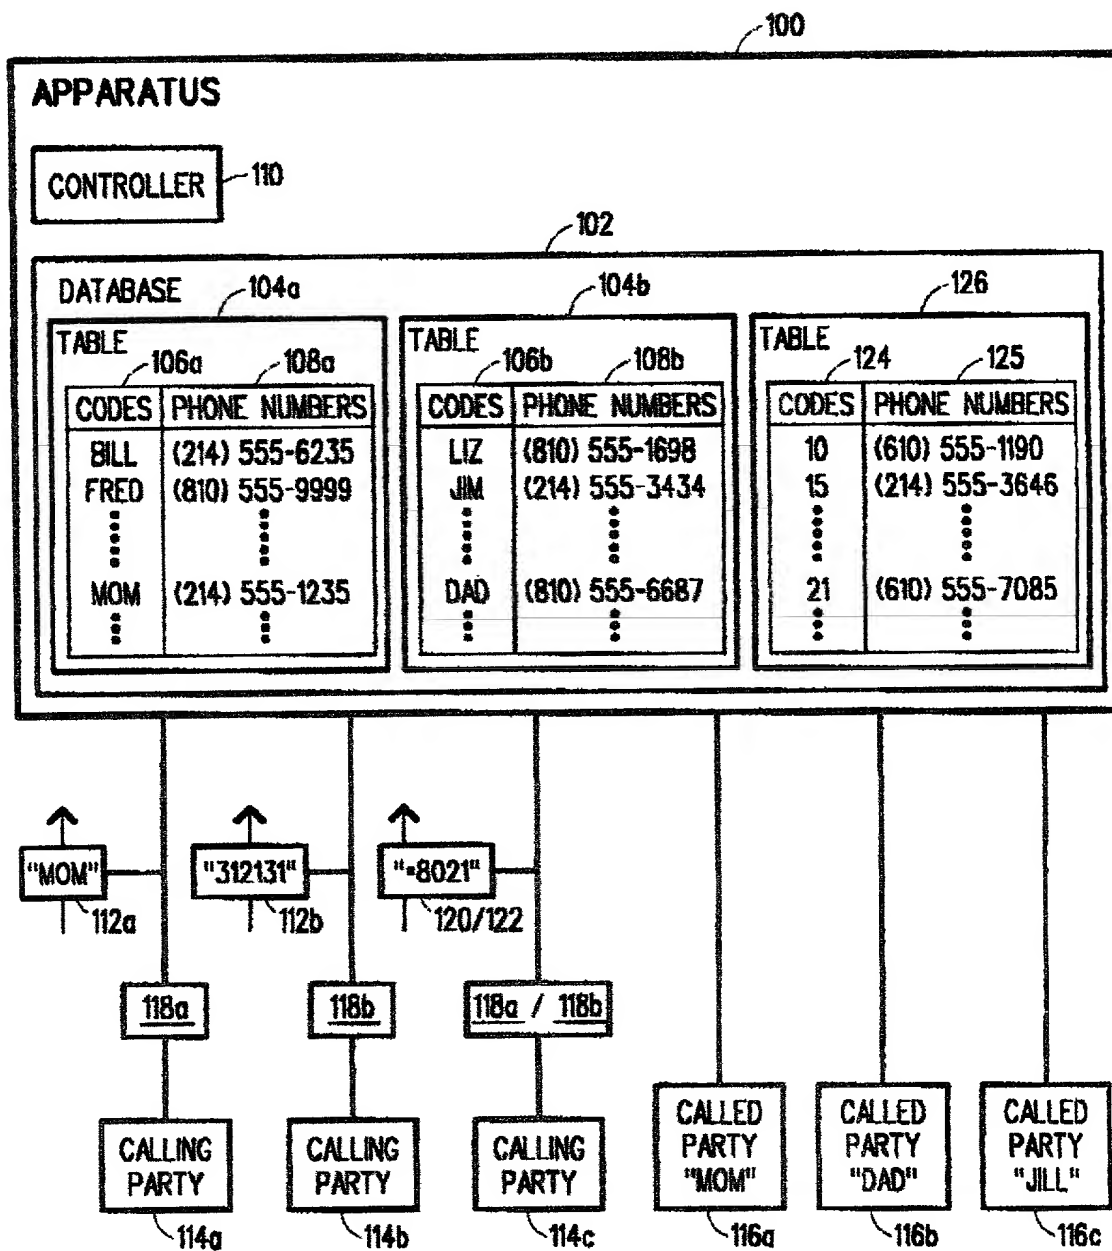 100
APPARATUS
CONTROLLER 110
102
DATABASE 104a 104b 126
TABLE TABLE TABLE
106a 108a 106b 108b 124 125
CODES PHONE NUMBERS CODES PHONE NUMBERS CODES PHONE NUMBERS
BILL (214) 555-6235 LIZ (810) 555-1698 10 (610) 555-1190
FRED (810) 555-9999 JIM (214) 555-3434 15 (214) 555-3646
MOM (214) 555-1235 DAD (810) 555-6687 21 (610) 555-7085
"MOM" "312131" "*8021"
112a 112b 120/122
118a 118b 118a / 118b
CALLING PARTY
114a
CALLING PARTY
114b
CALLING PARTY
114c
CALLED PARTY "MOM"
116a
CALLED PARTY "DAD"
116b
CALLED PARTY "JILL"
116c